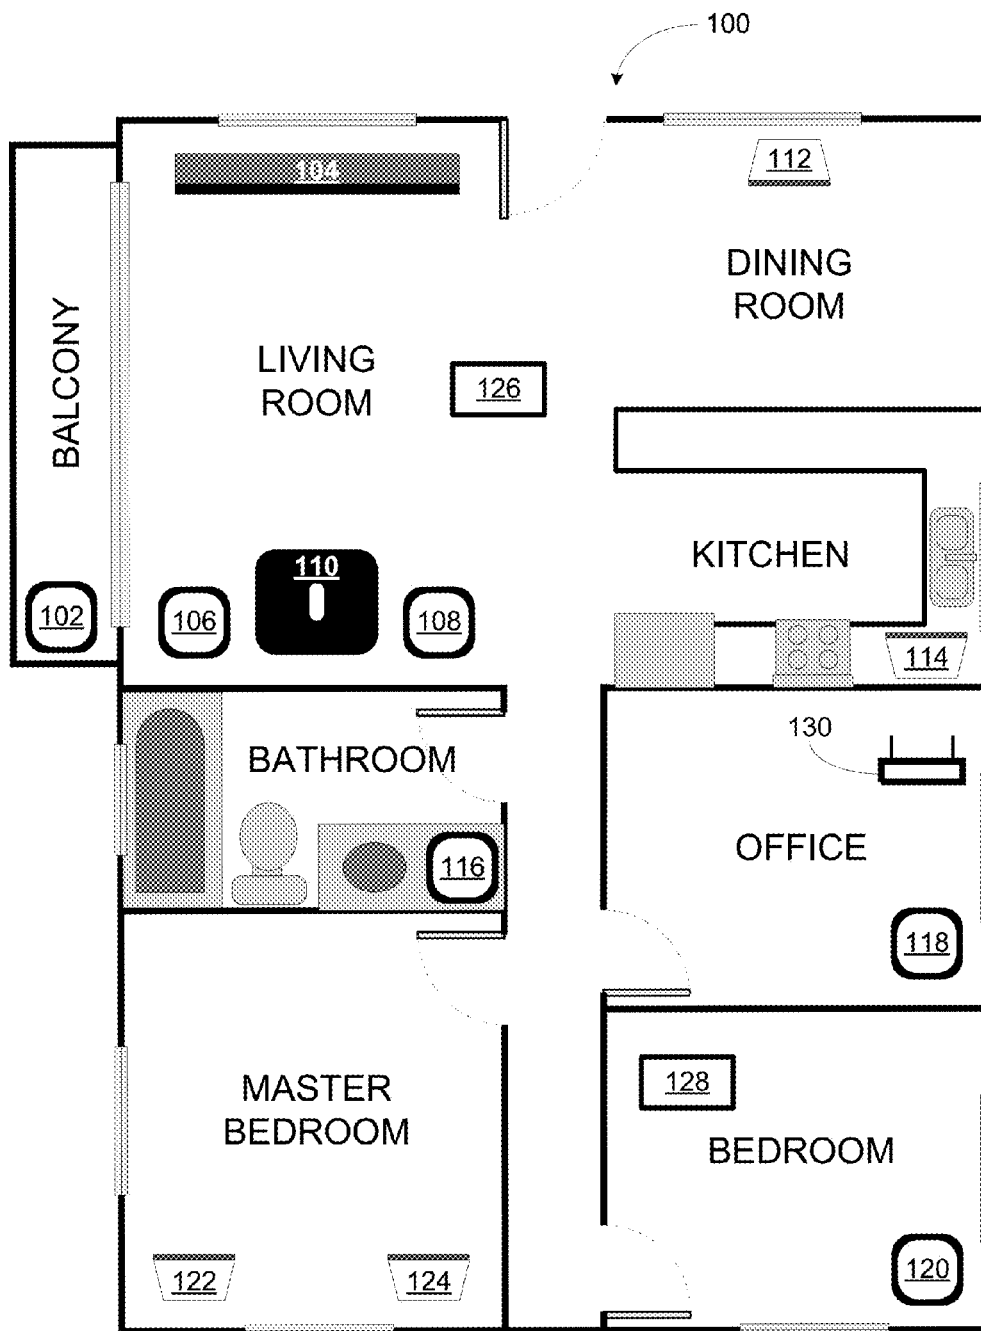 100
104
112
DINING
ROOM
BALCONY
LIVING
ROOM
126
KITCHEN
110
102
106
108
114
130
BATHROOM
OFFICE
116
118
MASTER
BEDROOM
128
BEDROOM
122
124
120